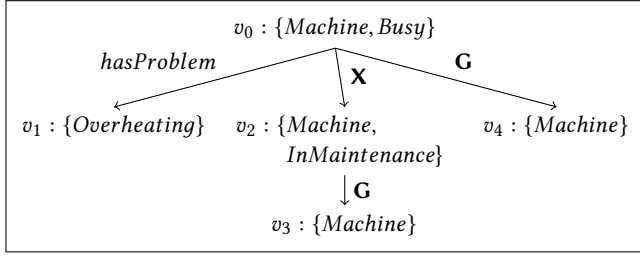 v₀ : {Machine, Busy}
hasProblem
X
G
v₁ : {Overheating}
v₂ : {Machine,
InMaintenance}
v₄ : {Machine}
G
v₃ : {Machine}